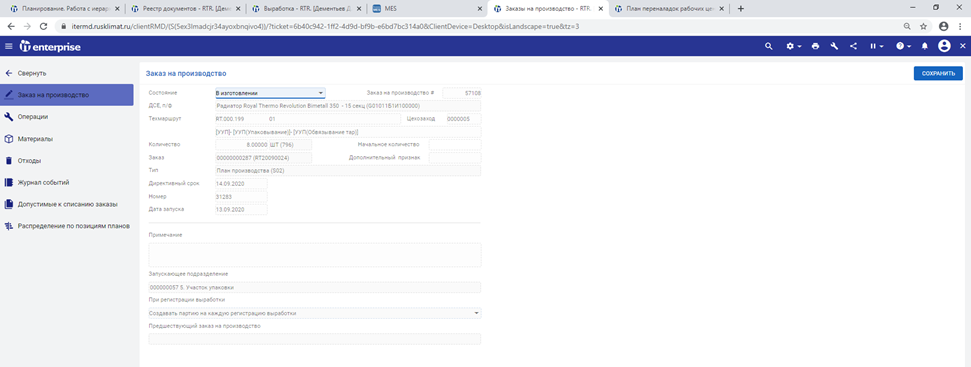 Планирование. Работа с иерар
Реестр документов - RTR, [Демен
Выработка - RTR, [Дементьев Д
MES
Заказы на производство - RTR,
План переналадок рабочих цен
itermd.rusklimat.ru/clientRMD/(S(5ex3lmadcjr34ayoxbnqivo4))/?ticket=6b40c942-1ff2-4d9d-bf9b-e6bd7bc314a0&ClientDevice=Desktop&isLandscape=true&tz=3
enterprise
Свернуть
Заказ на производство
Операции
Материалы
Отходы
Журнал событий
Допустимые к списанию заказы
Распределение по позициям планов
Заказ на производство
СОХРАНИТЬ
Состояние В изготовлении Заказ на производство # 57108
ДСЕ, п/ф Радиатор Royal Thermo Revolution Bimetall 350 - 15 секц (G01011Б1И100000)
Техмаршрут RT.000.199 01 Цехозаход 0000005
[УУП]- [УУП(Упаковывание)]- [УУП(Обвязывание тар)]
Количество 8.00000 ШТ (796) Начальное количество
Заказ 00000000287 (RT20090024) Дополнительный признак
Тип План производства (S02)
Директивный срок 14.09.2020
Номер 31283
Дата запуска 13.09.2020
Примечание
Запускающее подразделение
000000057 5. Участок упаковки
При регистрации выработки
Создавать партию на каждую регистрацию выработки
Предшествующий заказ на производство